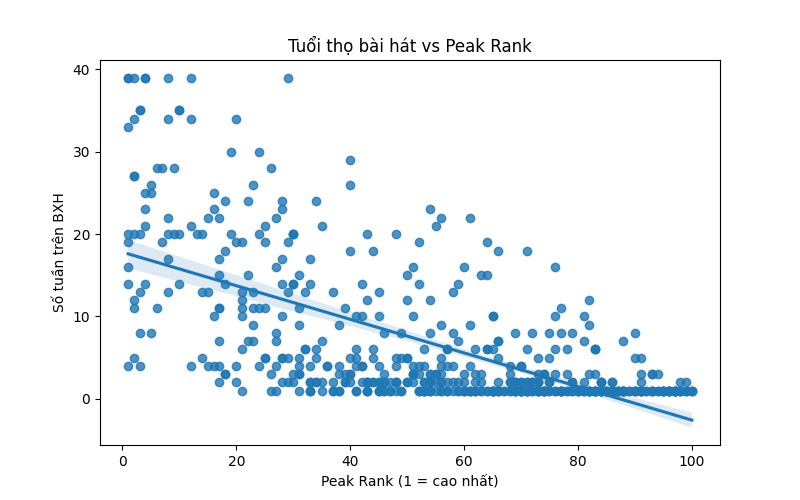 Tuổi thọ bài hát vs Peak Rank
Số tuần trên BXH
40
30
20
10
0
0 20 40 60 80 100
Peak Rank (1 = cao nhất)